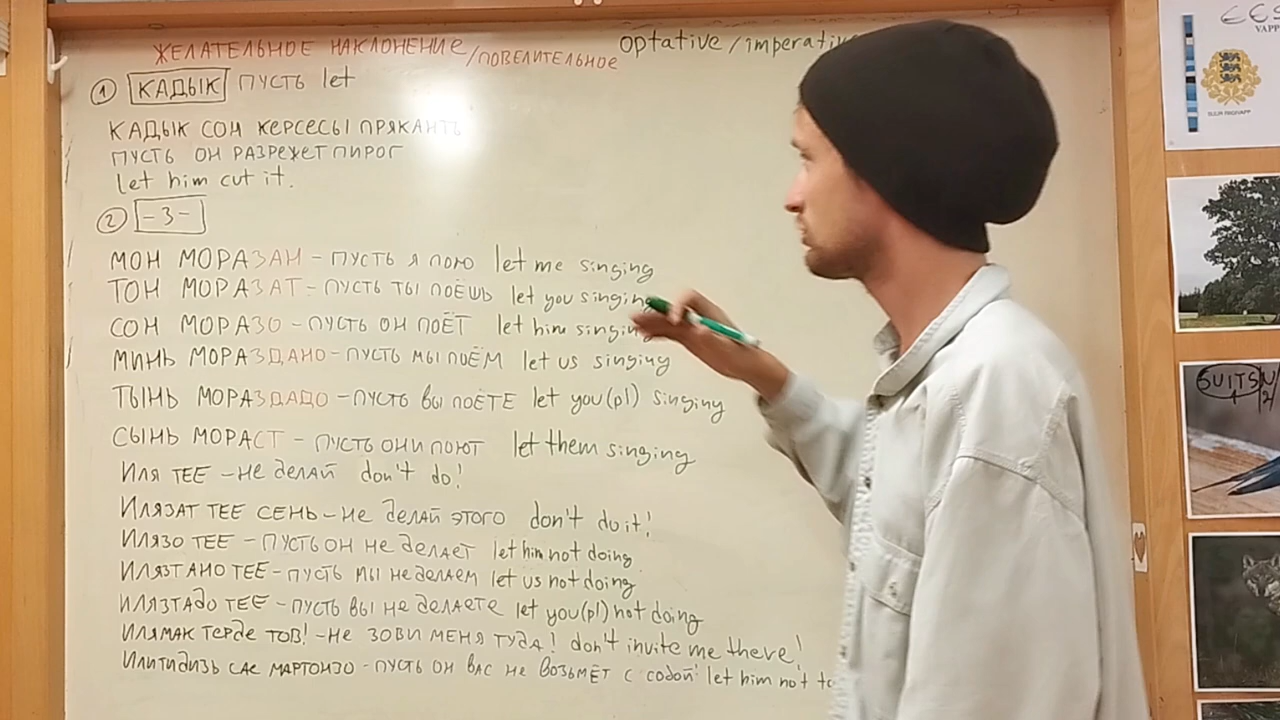 ЖЕЛАТЕЛЬНОЕ НАКЛОНЕНИЕ/ПОВЕЛИТЕЛЬНОЕ optative/imperative
① КАДЫК ПУСТЬ let
КАДЫК СОН КЕРСЕСЫ ПРЯКАНТЬ
ПУСТЬ ОН РАЗРЕЖЕТ ПИРОГ
let him cut it.
② -З-
МОН МОРАЗАН - ПУСТЬ Я ПОЮ let me singing
ТОН МОРАЗАТ - ПУСТЬ ТЫ ПОЁШЬ let you singing
СОН МОРАЗО - ПУСТЬ ОН ПОЁТ let him singing
МИНЬ МОРАЗДАНО - ПУСТЬ МЫ ПОЁМ let us singing
ТЫНЬ МОРАЗДАДО - ПУСТЬ ВЫ ПОЁТЕ let you(pl) singing
СЫНЬ МОРАСТ - ПУСТЬ ОНИ ПОЮТ let them singing
ИЛЯ ТЕЕ - НЕ ДЕЛАЙ don't do!
ИЛЯЗАТ ТЕЕ СЕНЬ - НЕ ДЕЛАЙ ЭТОГО don't do it!
ИЛЯЗО ТЕЕ - ПУСТЬ ОН НЕ ДЕЛАЕТ let him not doing
ИЛЯЗТАНО ТЕЕ - ПУСТЬ МЫ НЕ ДЕЛАЕМ let us not doing
ИЛЯЗТАДО ТЕЕ - ПУСТЬ ВЫ НЕ ДЕЛАЕТЕ let you(pl) not doing
ИЛЯМАК ТЕРДЕ ТОВ! - НЕ ЗОВИ МЕНЯ ТУДА! don't invite me there!
ИЛИТИДИЗЬ САЕ МАРТОНЗО - ПУСТЬ ОН ВАС НЕ ВОЗЬМЁТ С СОБОЙ! let him not
GUITS